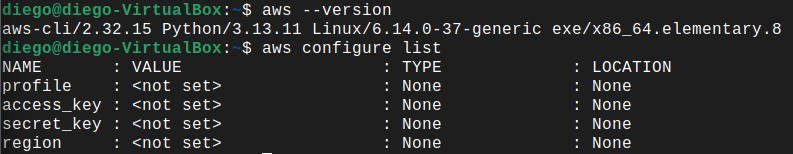 diego@diego-VirtualBox:~$ aws --version
aws-cli/2.32.15 Python/3.13.11 Linux/6.14.0-37-generic exe/x86_64.elementary.8
diego@diego-VirtualBox:~$ aws configure list
NAME       : VALUE                    : TYPE             : LOCATION
profile    : <not set>                : None             : None
access_key : <not set>                : None             : None
secret_key : <not set>                : None             : None
region     : <not set>                : None             : None